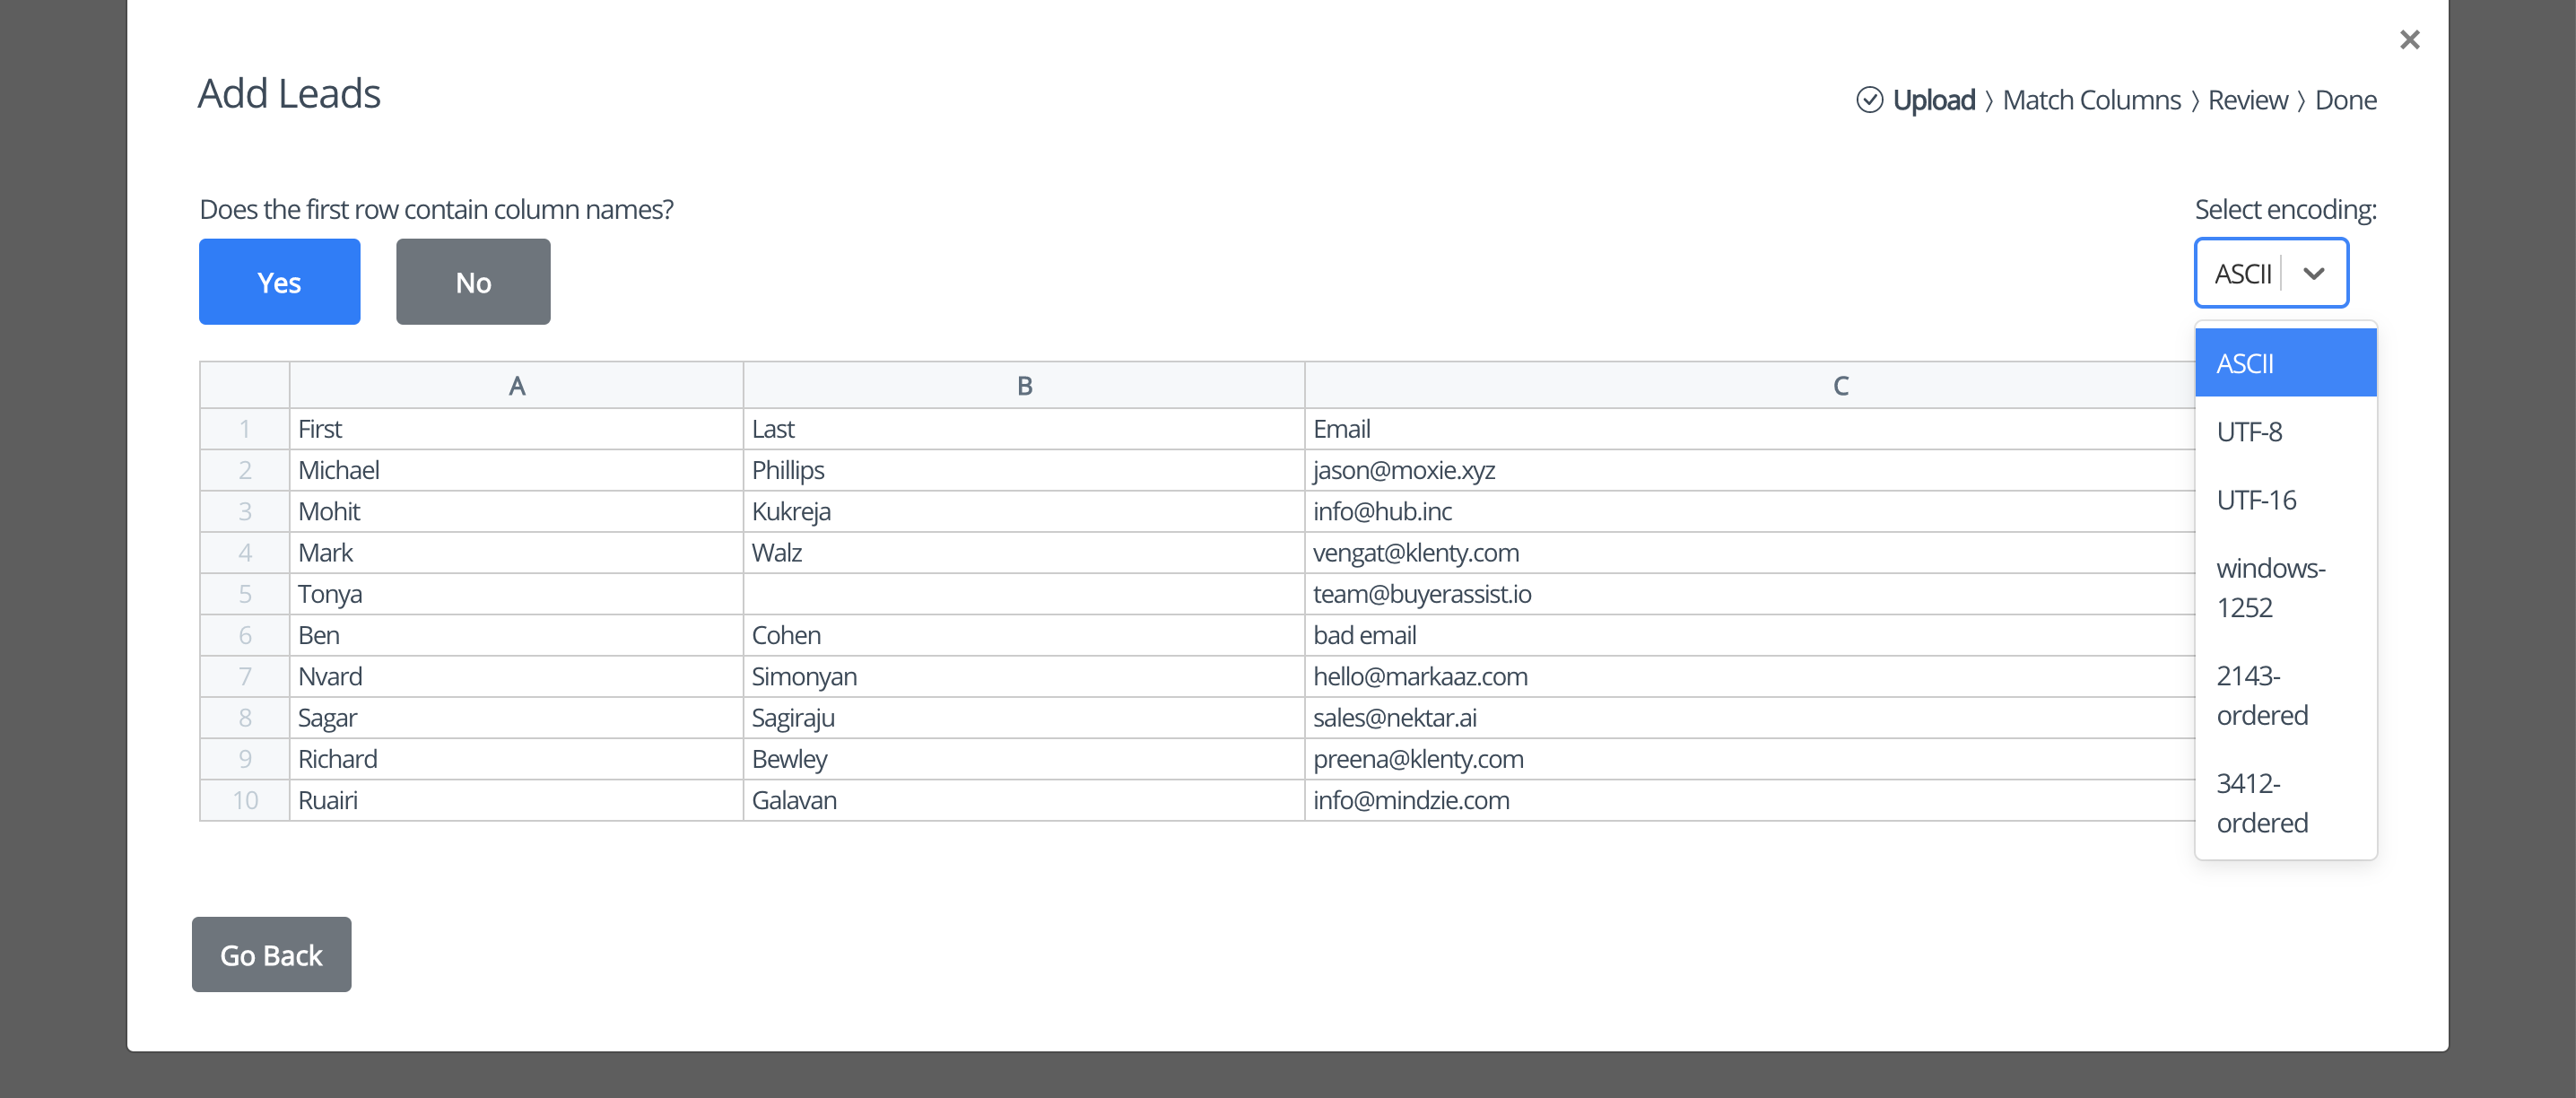 ×
Add Leads
Upload 〉 Match Columns 〉 Review 〉 Done
Does the first row contain column names?
Select encoding:
Yes No
ASCII
A B C
1 First Last Email
2 Michael Phillips jason@moxie.xyz
3 Mohit Kukreja info@hub.inc
4 Mark Walz vengat@klenty.com
5 Tonya team@buyerassist.io
6 Ben Cohen bad email
7 Nvard Simonyan hello@markaaz.com
8 Sagar Sagiraju sales@nektar.ai
9 Richard Bewley preena@klenty.com
10 Ruairi Galavan info@mindzie.com
ASCII
UTF-8
UTF-16
windows-
1252
2143-
ordered
3412-
ordered
Go Back